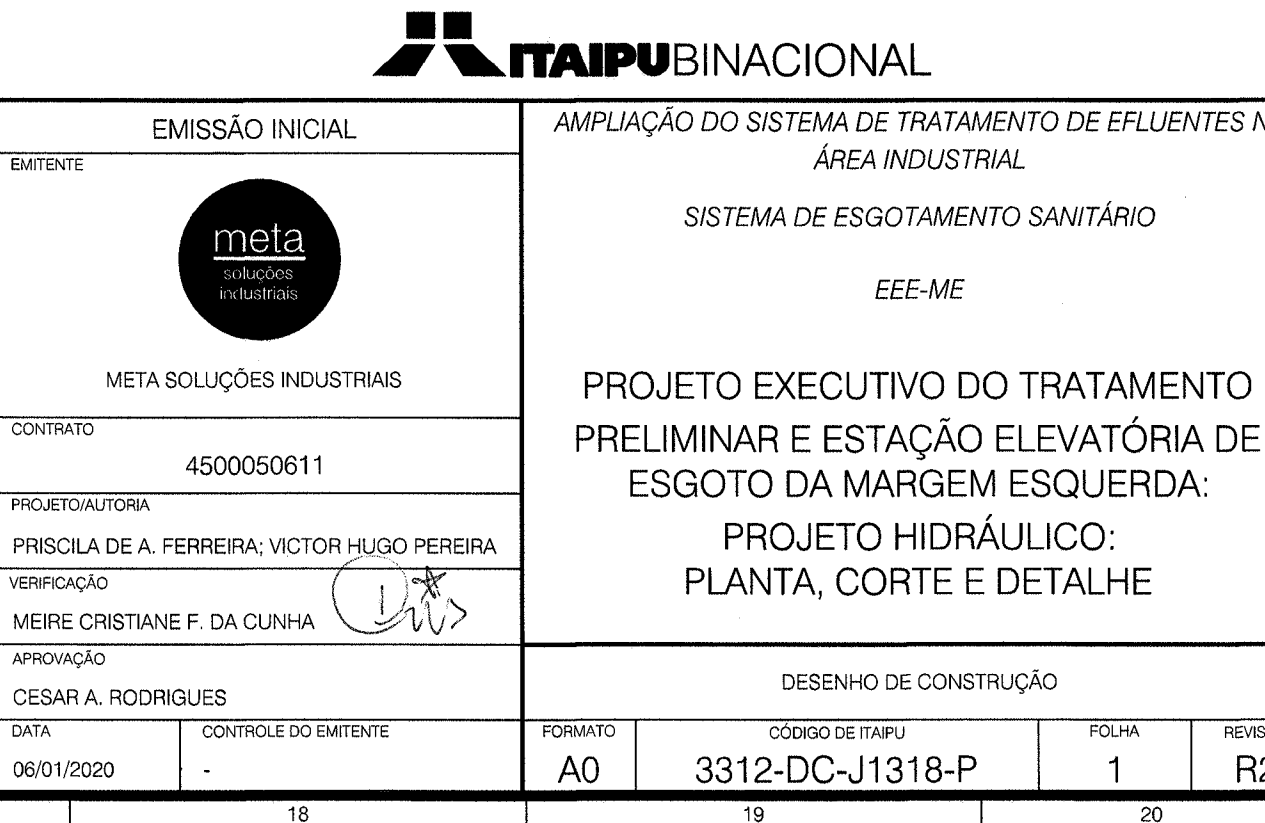 ITAIPUBINACIONAL
EMISSÃO INICIAL
EMITENTE
meta
soluções
industriais
META SOLUÇÕES INDUSTRIAIS
CONTRATO
4500050611
PROJETO/AUTORIA
PRISCILA DE A. FERREIRA; VICTOR HUGO PEREIRA
VERIFICAÇÃO
MEIRE CRISTIANE F. DA CUNHA
APROVAÇÃO
CESAR A. RODRIGUES
DATA
06/01/2020
CONTROLE DO EMITENTE
-
AMPLIAÇÃO DO SISTEMA DE TRATAMENTO DE EFLUENTES N
ÁREA INDUSTRIAL
SISTEMA DE ESGOTAMENTO SANITÁRIO
EEE-ME
PROJETO EXECUTIVO DO TRATAMENTO
PRELIMINAR E ESTAÇÃO ELEVATÓRIA DE
ESGOTO DA MARGEM ESQUERDA:
PROJETO HIDRÁULICO:
PLANTA, CORTE E DETALHE
DESENHO DE CONSTRUÇÃO
FORMATO
A0
CÓDIGO DE ITAIPU
3312-DC-J1318-P
FOLHA
1
REVIS
R2
18
19
20